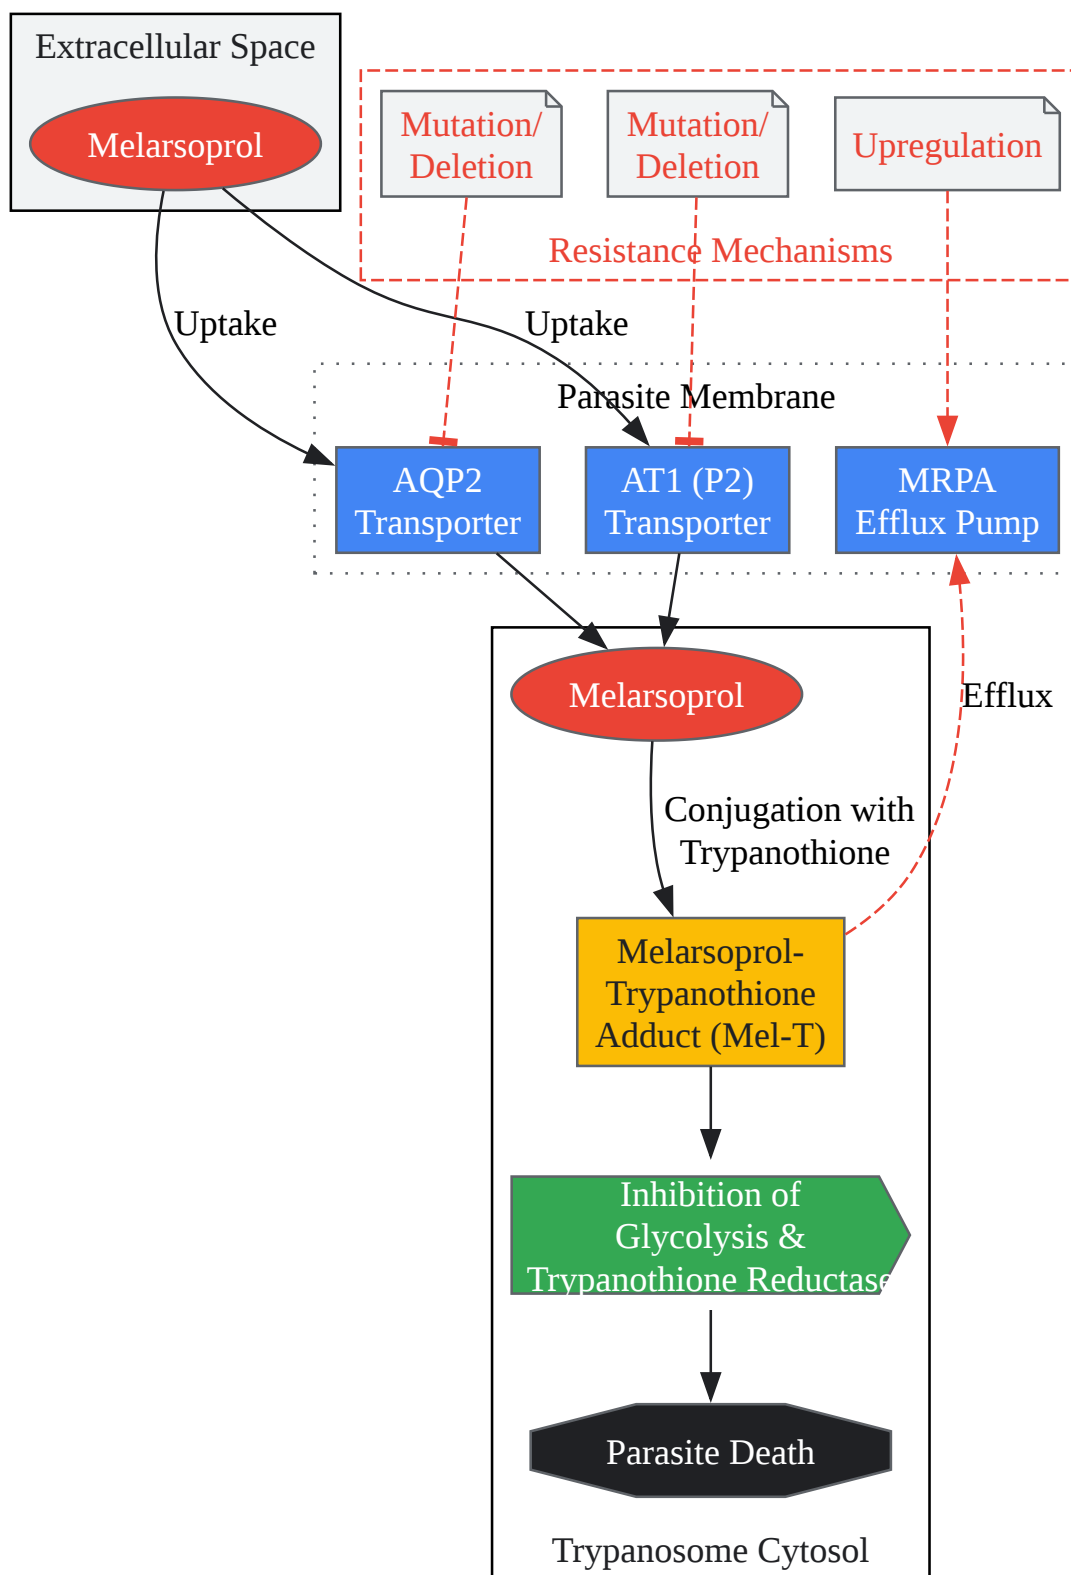 Extracellular Space
Melarsoprol
Mutation/
Deletion
Mutation/
Deletion
Upregulation
Resistance Mechanisms
Uptake
Uptake
Parasite Membrane
AQP2
Transporter
AT1 (P2)
Transporter
MRPA
Efflux Pump
Melarsoprol
Efflux
Conjugation with
Trypanothione
Melarsoprol-
Trypanothione
Adduct (Mel-T)
Inhibition of
Glycolysis &
Trypanothione Reductase
Parasite Death
Trypanosome Cytosol